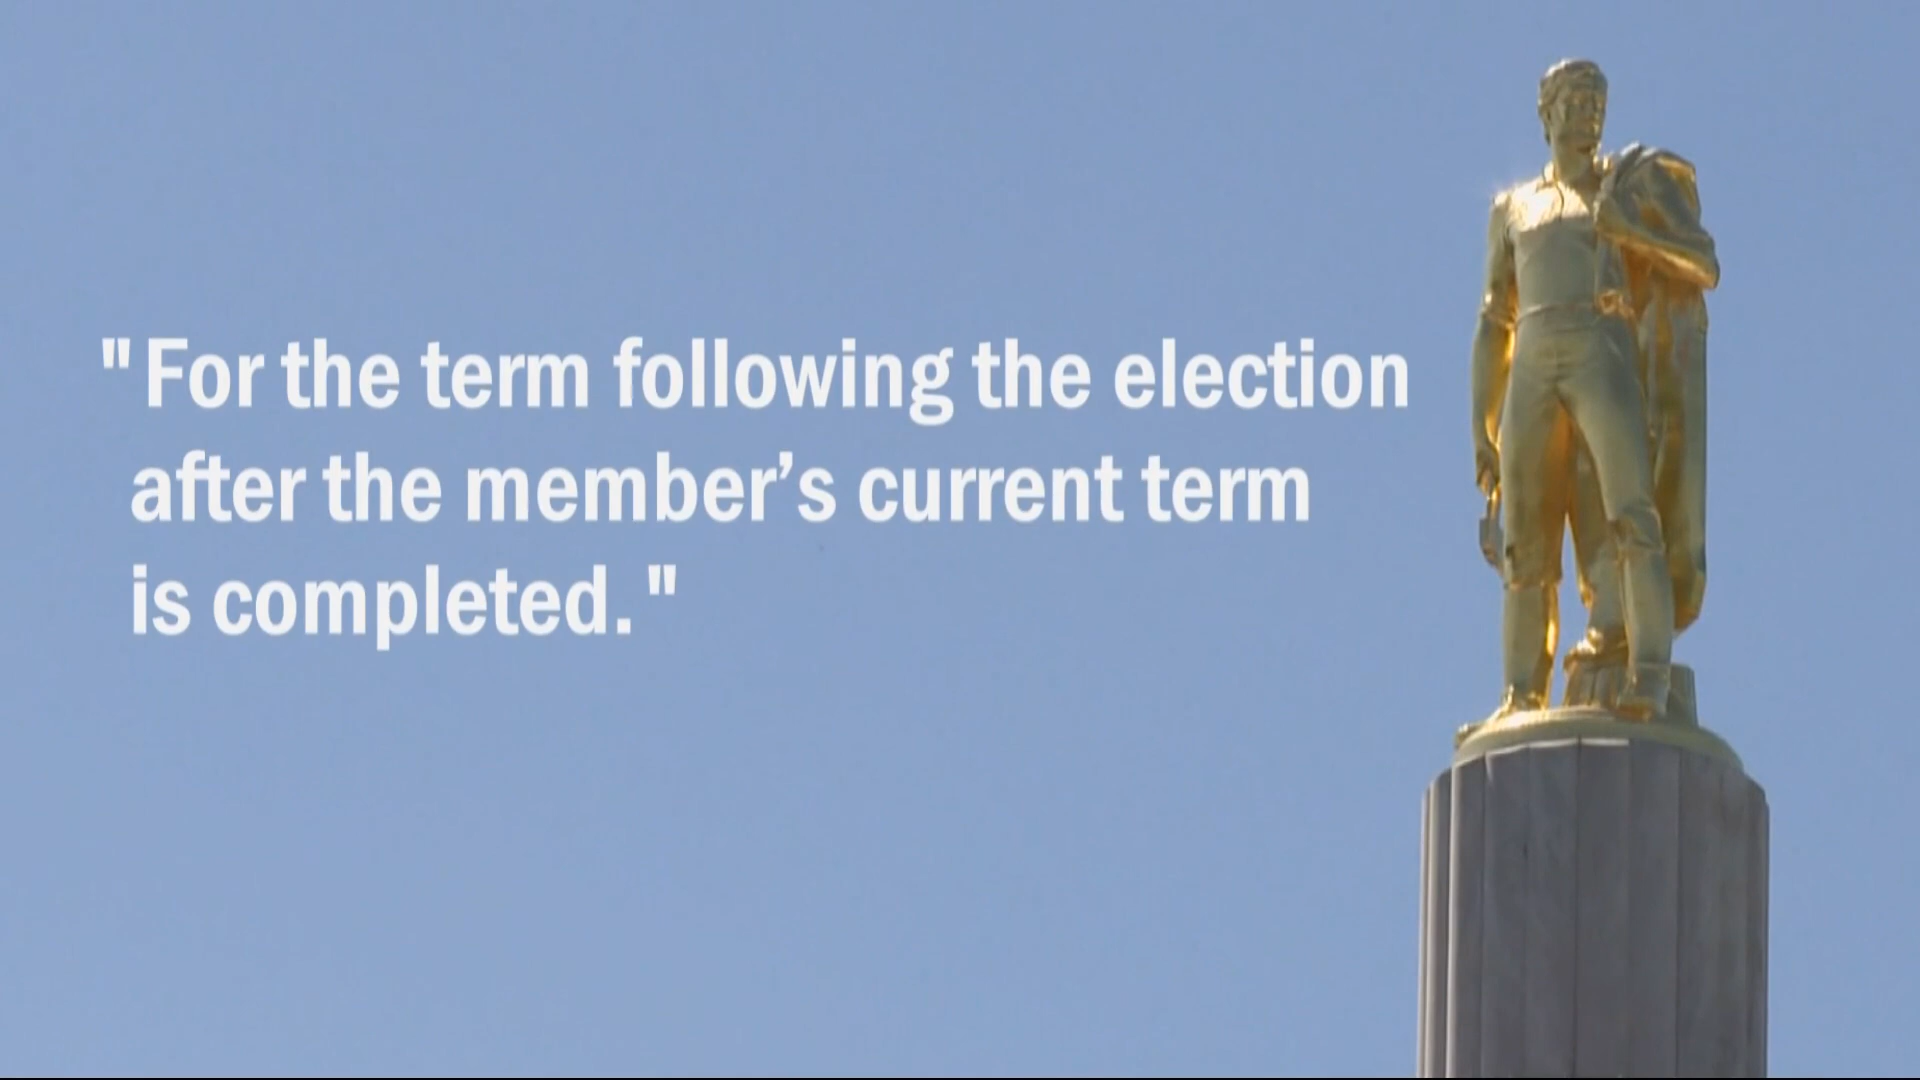 "For the term following the election
after the member’s current term
is completed."